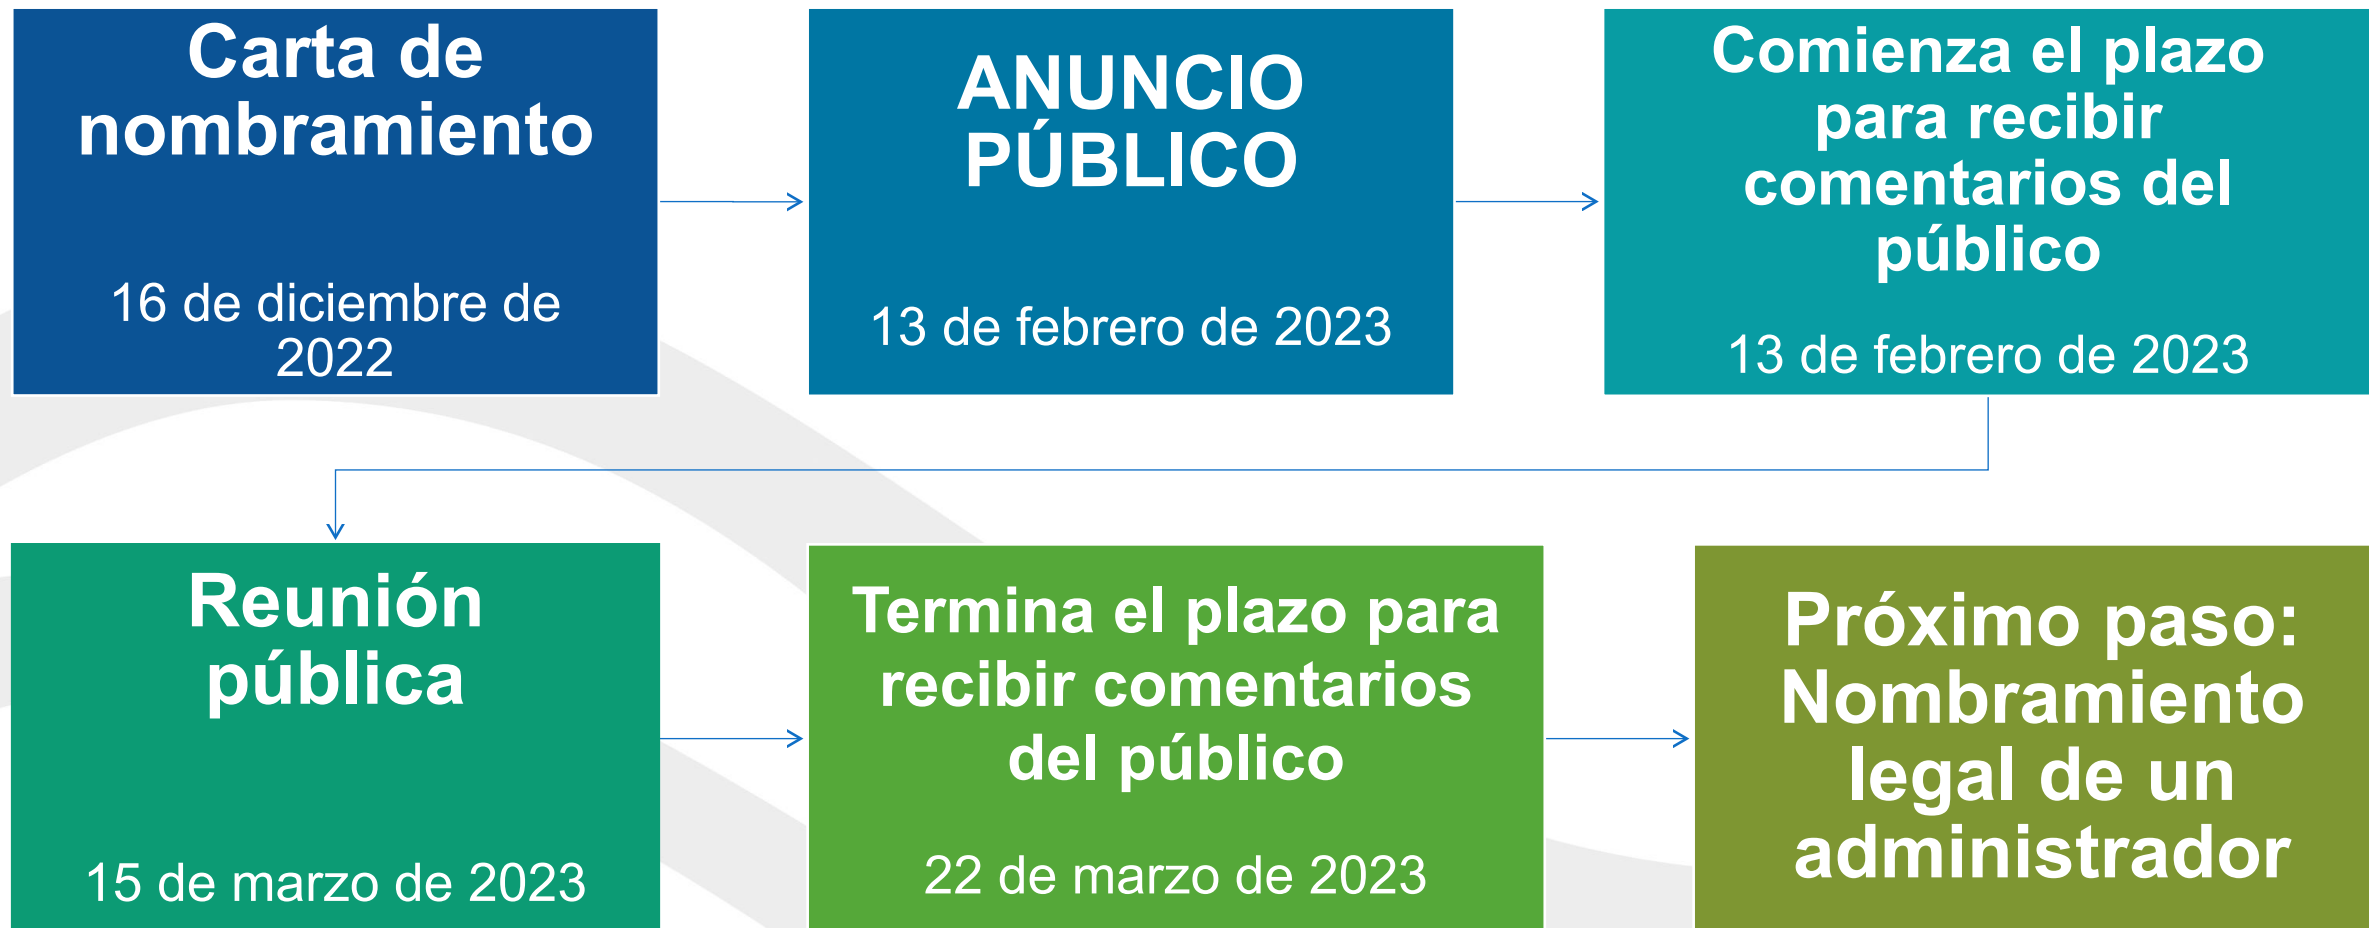 Carta de
nombramiento
16 de diciembre de
2022
ANUNCIO
PÚBLICO
13 de febrero de 2023
Comienza el plazo
para recibir
comentarios del
público
13 de febrero de 2023
Reunión
pública
15 de marzo de 2023
Termina el plazo para
recibir comentarios
del público
22 de marzo de 2023
Próximo paso:
Nombramiento
legal de un
administrador